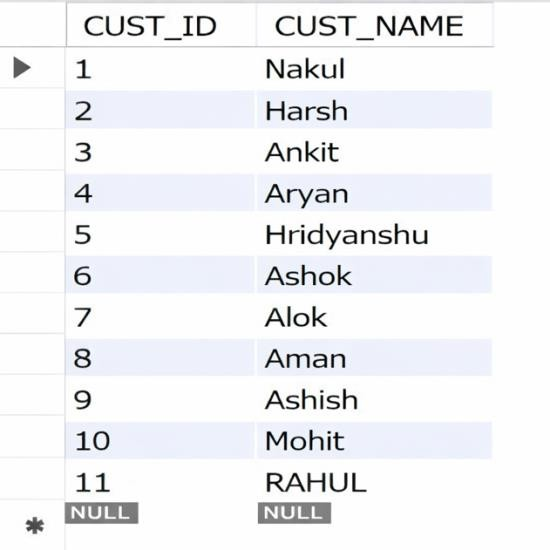 CUST_ID CUST_NAME
1 Nakul
2 Harsh
3 Ankit
4 Aryan
5 Hridyanshu
6 Ashok
7 Alok
8 Aman
9 Ashish
10 Mohit
11 RAHUL
NULL NULL